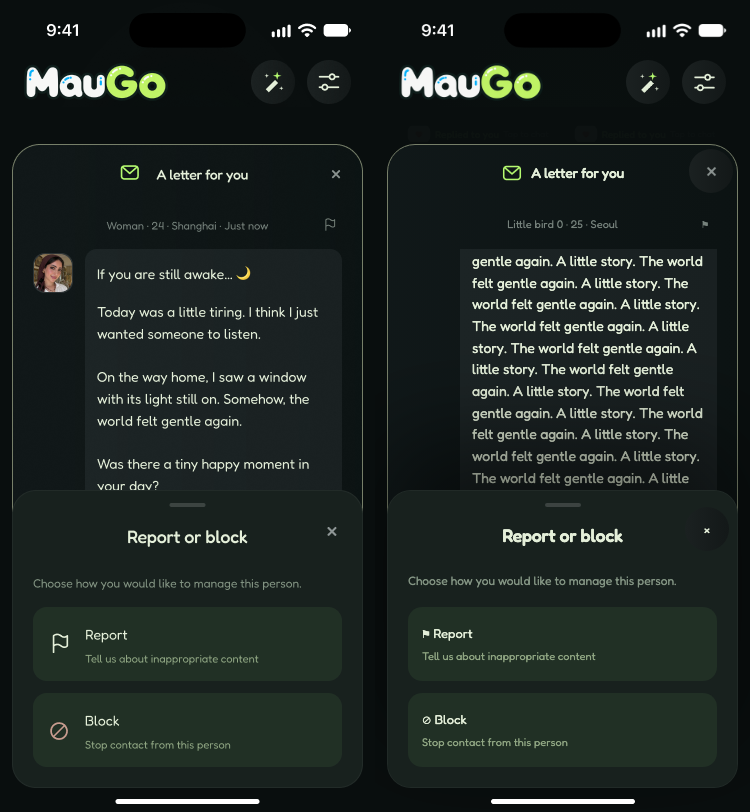 9:41
MauGo
A letter for you
Woman · 24 · Shanghai · Just now
If you are still awake... 🌙
Today was a little tiring. I think I just
wanted someone to listen.
On the way home, I saw a window
with its light still on. Somehow, the
world felt gentle again.
Was there a tiny happy moment in
your day?
Report or block
Choose how you would like to manage this person.
Report
Tell us about inappropriate content
Block
Stop contact from this person
9:41
MauGo
A letter for you
Little bird 0 · 25 · Seoul
gentle again. A little story. The world
felt gentle again. A little story. The
world felt gentle again. A little story.
The world felt gentle again. A little
story. The world felt gentle again. A
little story. The world felt gentle
again. A little story. The world felt
gentle again. A little story. The world
felt gentle again. A little story. The
world felt gentle again. A little story.
The world felt gentle again. A little
Report or block
Choose how you would like to manage this person.
⚑ Report
Tell us about inappropriate content
⊘ Block
Stop contact from this person